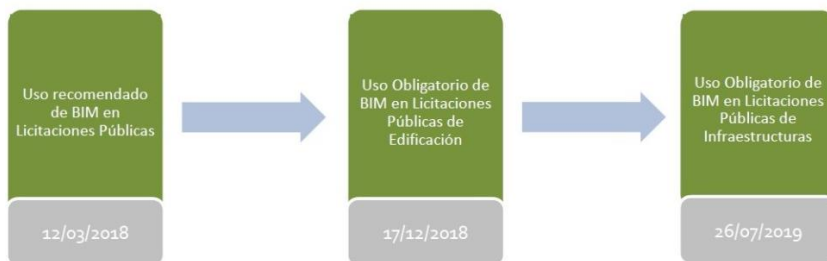 Uso recomendado
de BIM en
Licitaciones Públicas
12/03/2018
Uso Obligatorio de
BIM en Licitaciones
Públicas de
Edificación
17/12/2018
Uso Obligatorio de
BIM en Licitaciones
Públicas de
Infraestructuras
26/07/2019